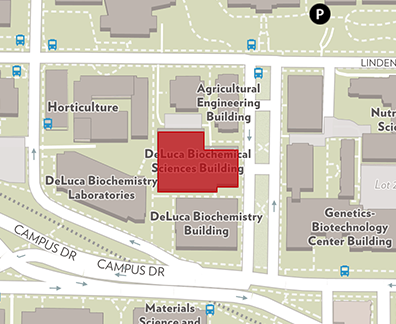 P
LINDEN
Agricultural
Engineering
Building
Horticulture
Nutr
Scie
DeLuca Biochemical
Sciences Building
DeLuca Biochemistry
Laboratories
Lot 2
DeLuca Biochemistry
Building
Genetics-
Biotechnology
Center Building
CAMPUS DR
CAMPUS DR
Materials
Science and